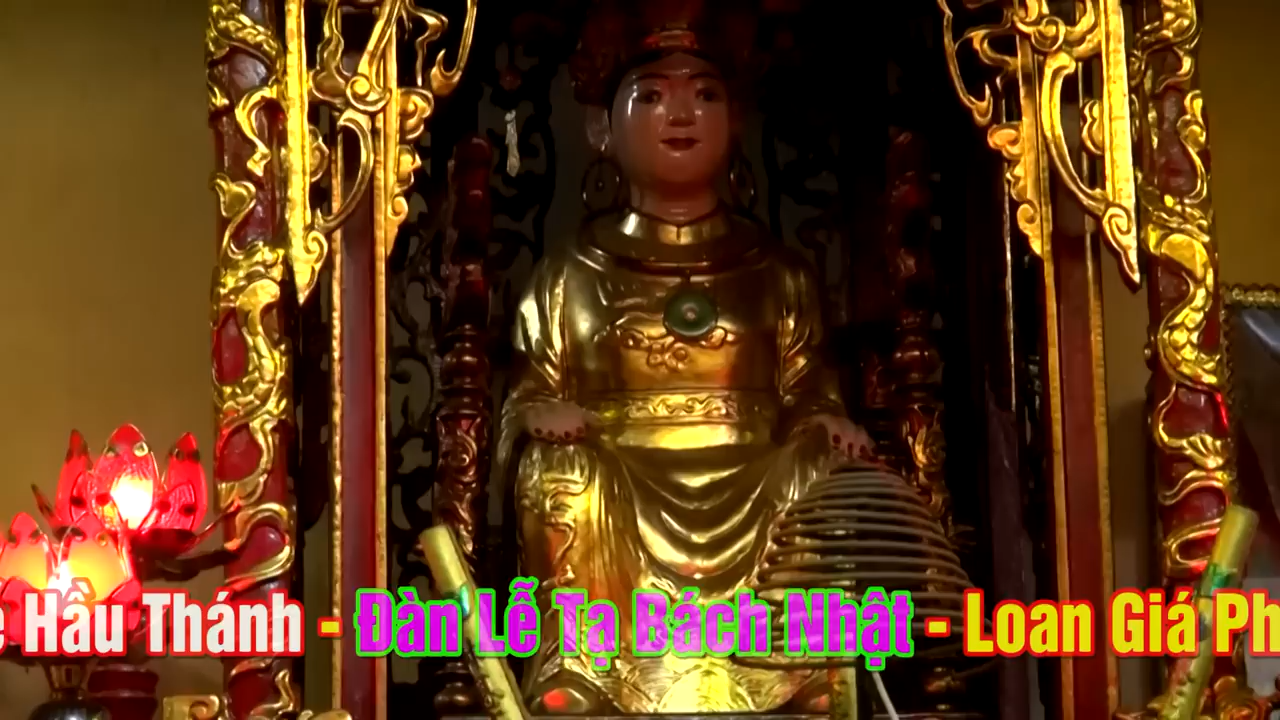 Hầu Thánh - Đàn Lễ Tạ Bách Nhật - Loan Giá